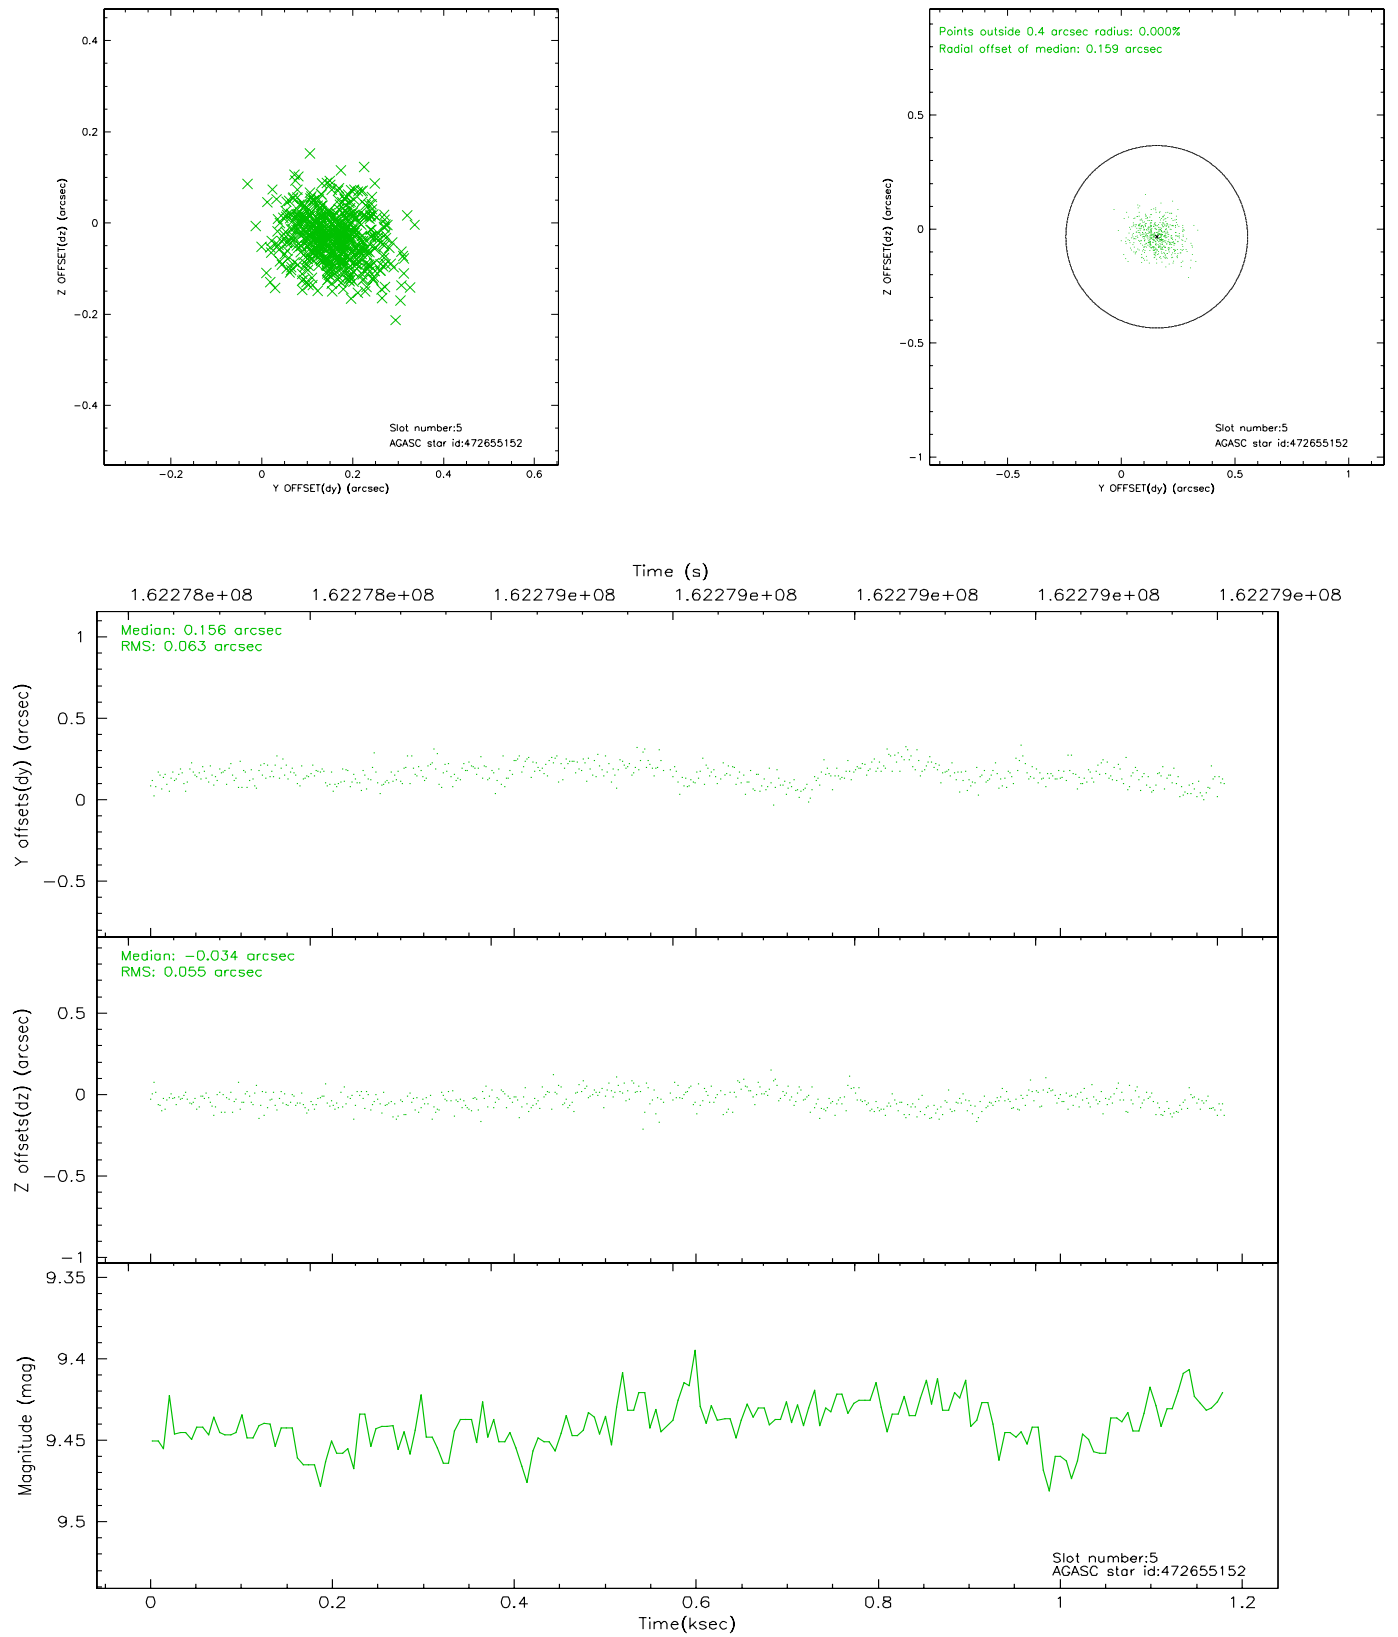 0.4
0.2
0
−0.2
−0.4
Z OFFSET(dz) (arcsec)
Slot number:5
AGASC star id:472655152
−0.2 0 0.2 0.4 0.6
Y OFFSET(dy) (arcsec)
Points outside 0.4 arcsec radius: 0.000%
Radial offset of median: 0.159 arcsec
0.5
0
−0.5
−1
Z OFFSET(dz) (arcsec)
Slot number:5
AGASC star id:472655152
−0.5 0 0.5 1
Y OFFSET(dy) (arcsec)
Time (s)
1.62278e+08 1.62278e+08 1.62279e+08 1.62279e+08 1.62279e+08 1.62279e+08 1.62279e+08
Median: 0.156 arcsec
RMS: 0.063 arcsec
1
0.5
0
−0.5
Y offsets(dy) (arcsec)
Median: −0.034 arcsec
RMS: 0.055 arcsec
0.5
0
−0.5
−1
Z offsets(dz) (arcsec)
9.35
9.4
9.45
9.5
Magnitude (mag)
Slot number:5
AGASC star id:472655152
0 0.2 0.4 0.6 0.8 1 1.2
Time(ksec)